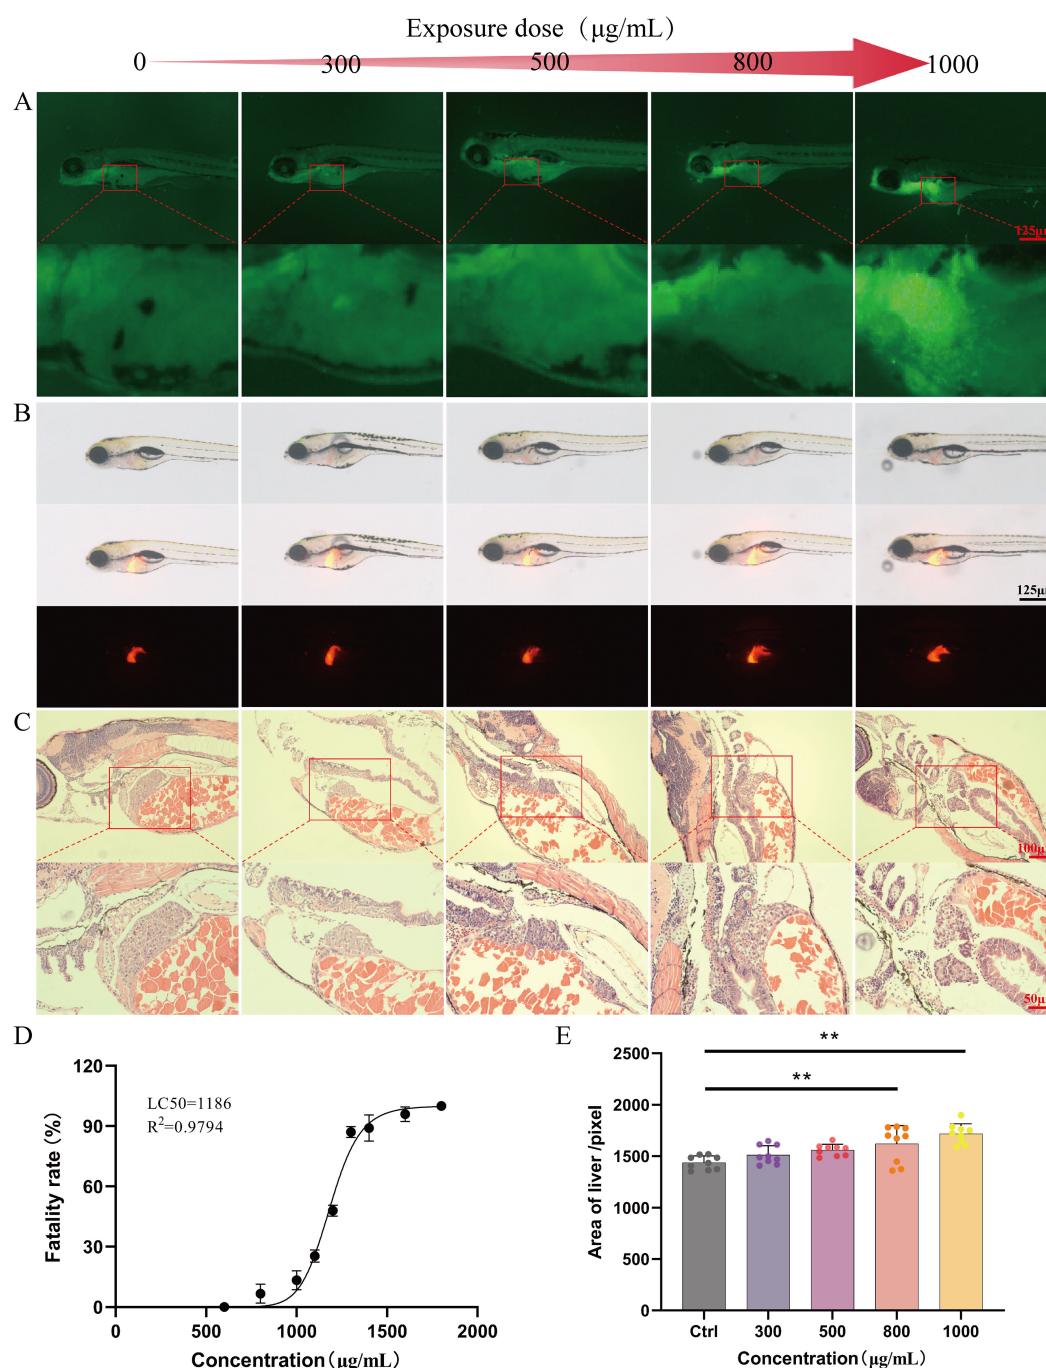 Exposure dose（μg/mL）
0 300 500 800 1000
A
125μ
B
125μ
C
100μ
50μ
D
120
90
60
30
0
Fatality rate (%)
LC50=1186
R²=0.9794
0 500 1000 1500 2000
Concentration（μg/mL）
E
** 
**
2500
2000
1500
1000
500
0
Area of liver /pixel
Ctrl 300 500 800 1000
Concentration（μg/mL）